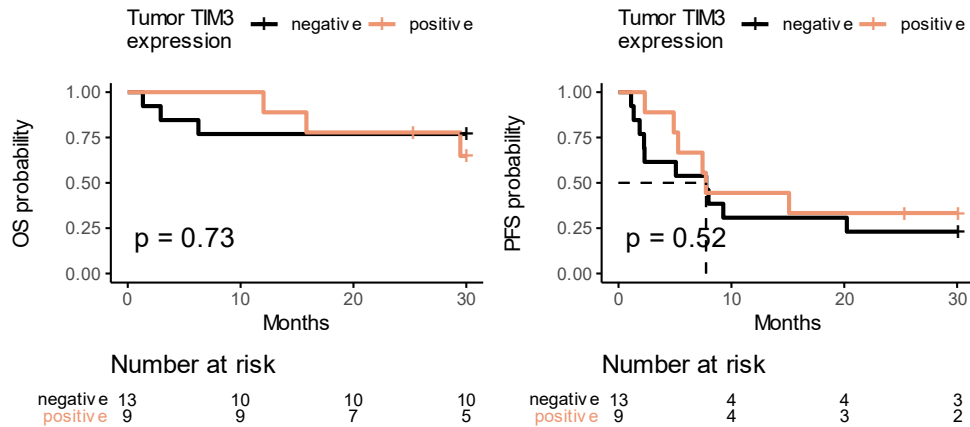 Tumor TIM3
expression
negative
positive
1.00
0.75
0.50
0.25
0.00
OS probability
p = 0.73
0
10
20
30
Months
Number at risk
negative 13 10 10 10
positive 9 9 7 5
Tumor TIM3
expression
negative
positive
1.00
0.75
0.50
0.25
0.00
PFS probability
p = 0.52
0
10
20
30
Months
Number at risk
negative 13 4 4 3
positive 9 4 3 2